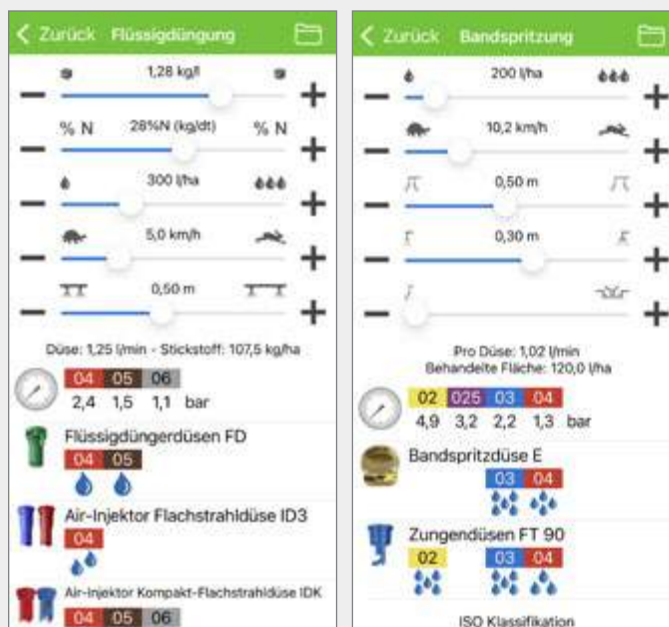 Zurück Flüssigdüngung
1,28 kg/l
% N 28%N (kg/dt) % N
300 l/ha
5,0 km/h
0,50 m
Düse: 1,25 l/min - Stickstoff: 107,5 kg/ha
04 05 06
2,4 1,5 1,1 bar
Flüssigdüngerdüsen FD
04 05
Air-Injektor Flachstrahldüse ID3
04
Air-Injektor Kompakt-Flachstrahldüse IDK
04 05 06
Zurück Bandspritzung
200 l/ha
10,2 km/h
0,50 m
0,30 m
Pro Düse: 1,02 l/min
Behandelte Fläche: 120,0 l/ha
02 025 03 04
4,9 3,2 2,2 1,3 bar
Bandspritzdüse E
03 04
Zungendüsen FT 90
02 03 04
ISO Klassifikation